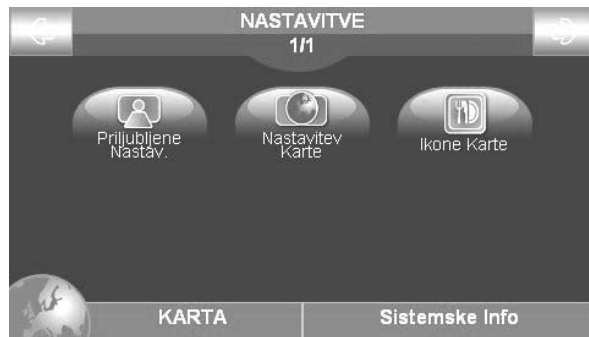 NASTAVITVE
1/1
Priljubljene
Nastav.
Nastavitev
Karte
Ikone Karte
KARTA
Sistemske Info